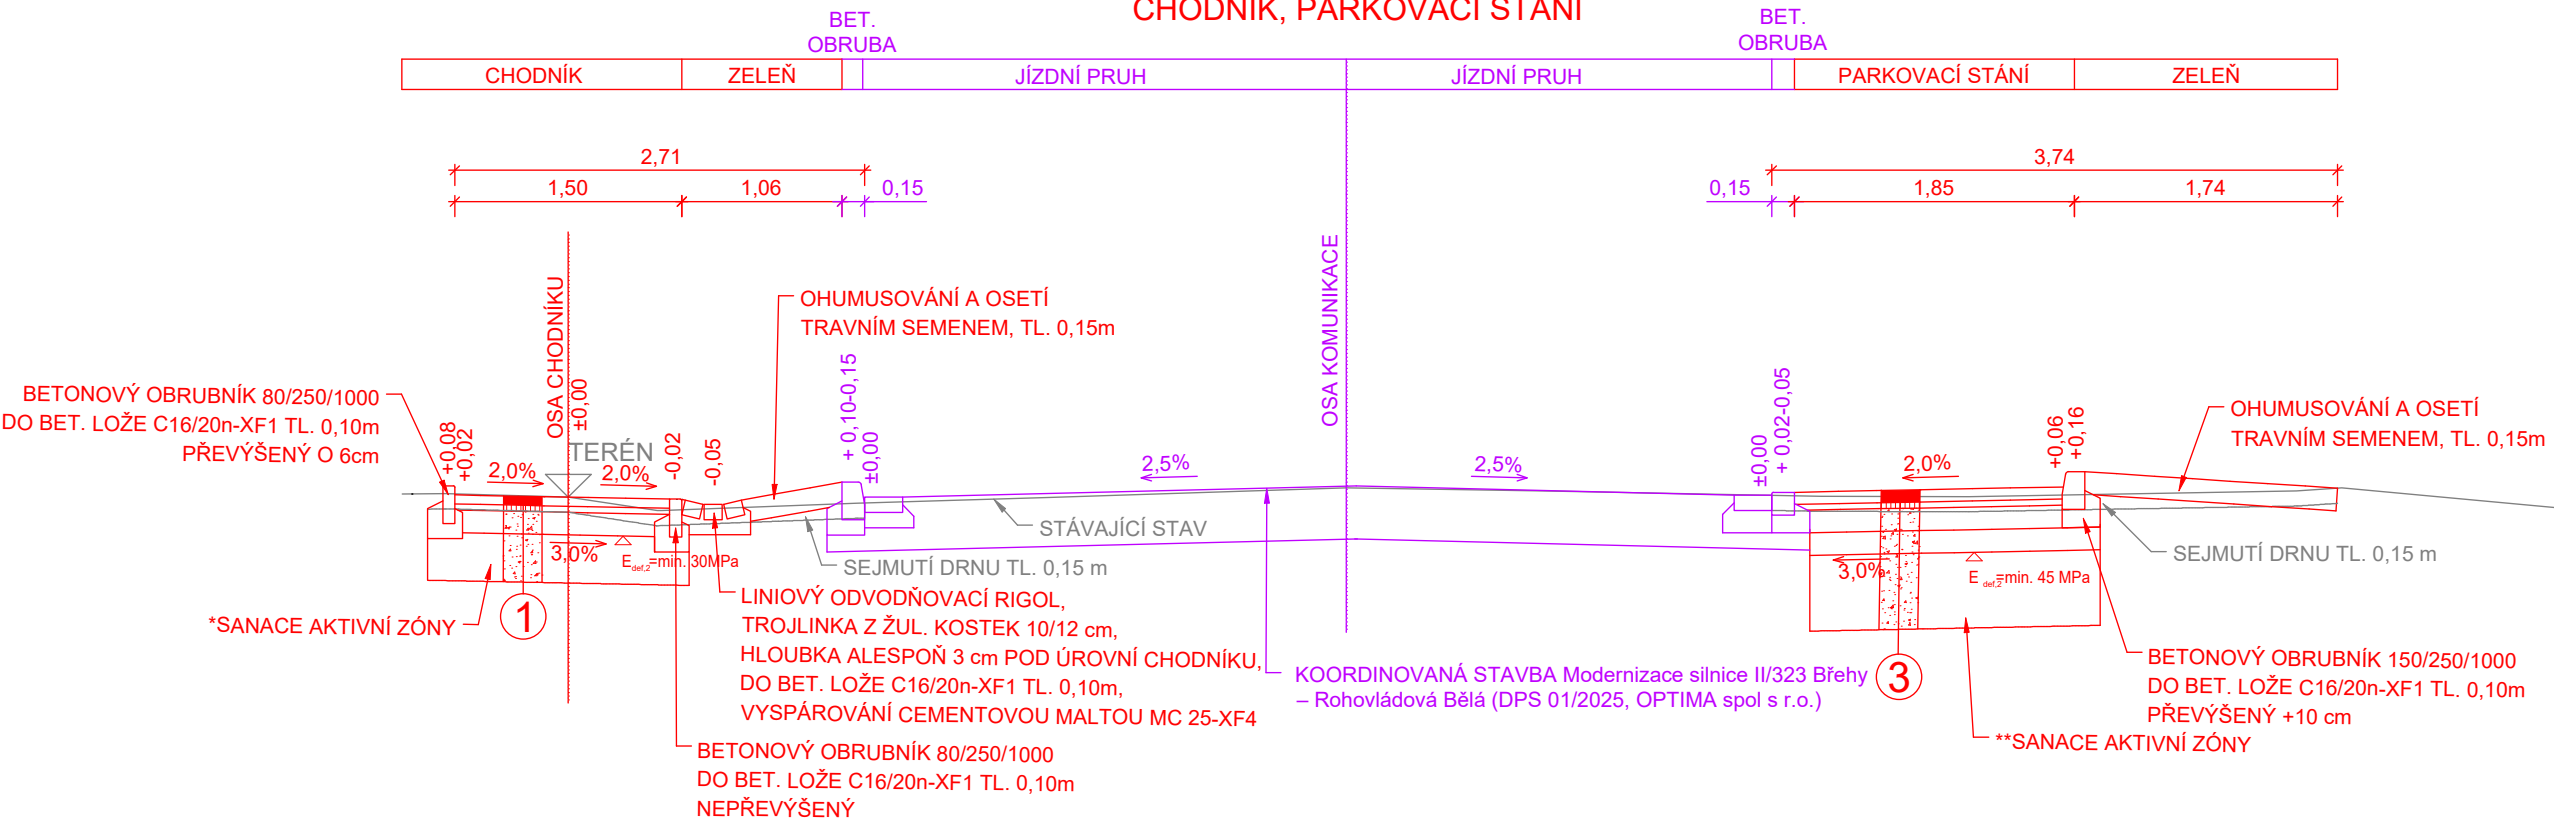 CHODNÍK, PARKOVACÍ STÁNÍ
BET.
OBRUBA
BET.
OBRUBA
CHODNÍK
ZELEŇ
JÍZDNÍ PRUH
JÍZDNÍ PRUH
PARKOVACÍ STÁNÍ
ZELEŇ
2,71
3,74
1,50
1,06
0,15
0,15
1,85
1,74
OSA CHODNÍKU
±0,00
OSA KOMUNIKACE
OHUMUSOVÁNÍ A OSETÍ
TRAVNÍM SEMENEM, TL. 0,15m
BETONOVÝ OBRUBNÍK 80/250/1000
DO BET. LOŽE C16/20n-XF1 TL. 0,10m
PŘEVÝŠENÝ O 6cm
+0,08
+0,02
TERÉN
-0,02
-0,05
+ 0,10-0,15
±0,00
±0,00
+ 0,02-0,05
+0,06
+0,16
OHUMUSOVÁNÍ A OSETÍ
TRAVNÍM SEMENEM, TL. 0,15m
2,0%
2,0%
2,5%
2,5%
2,0%
STÁVAJÍCÍ STAV
3,0%
Edef,2=min. 30MPa
SEJMUTÍ DRNU TL. 0,15 m
3,0%
E def,2=min. 45 MPa
SEJMUTÍ DRNU TL. 0,15 m
*SANACE AKTIVNÍ ZÓNY
1
LINIOVÝ ODVODŇOVACÍ RIGOL,
TROJLINKA Z ŽUL. KOSTEK 10/12 cm,
HLOUBKA ALESPOŇ 3 cm POD ÚROVNÍ CHODNÍKU,
DO BET. LOŽE C16/20n-XF1 TL. 0,10m,
VYSPÁROVÁNÍ CEMENTOVOU MALTOU MC 25-XF4
KOORDINOVANÁ STAVBA Modernizace silnice II/323 Břehy
– Rohovládová Bělá (DPS 01/2025, OPTIMA spol s r.o.)
3
BETONOVÝ OBRUBNÍK 150/250/1000
DO BET. LOŽE C16/20n-XF1 TL. 0,10m
PŘEVÝŠENÝ +10 cm
**SANACE AKTIVNÍ ZÓNY
BETONOVÝ OBRUBNÍK 80/250/1000
DO BET. LOŽE C16/20n-XF1 TL. 0,10m
NEPŘEVÝŠENÝ